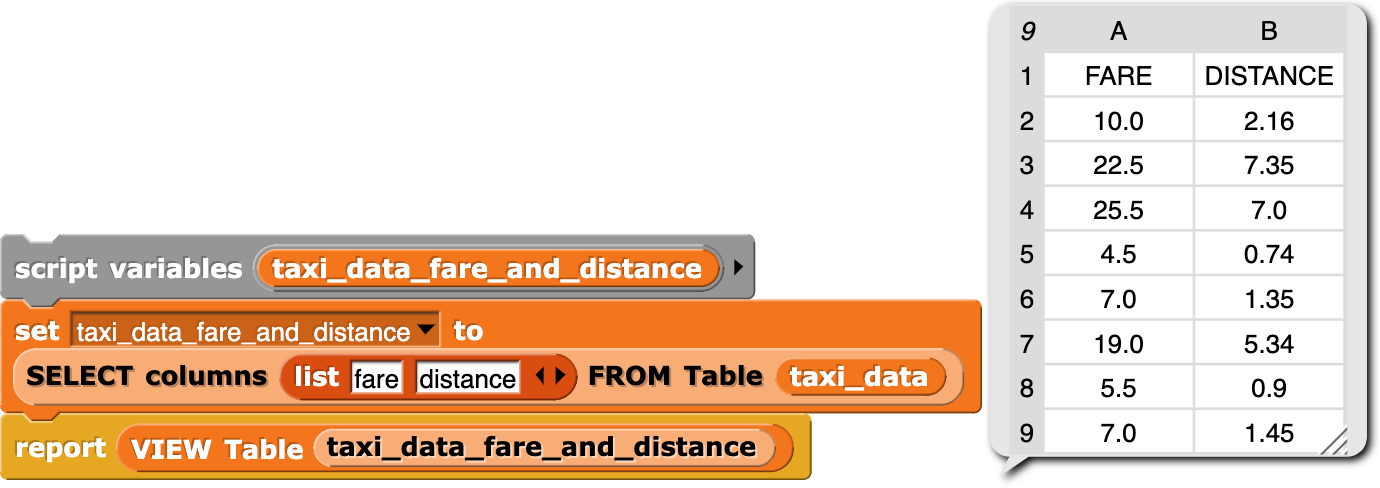 script variables taxi_data_fare_and_distance
set taxi_data_fare_and_distance to
SELECT columns list fare distance FROM Table taxi_data
report VIEW Table taxi_data_fare_and_distance
9 A B
1 FARE DISTANCE
2 10.0 2.16
3 22.5 7.35
4 25.5 7.0
5 4.5 0.74
6 7.0 1.35
7 19.0 5.34
8 5.5 0.9
9 7.0 1.45